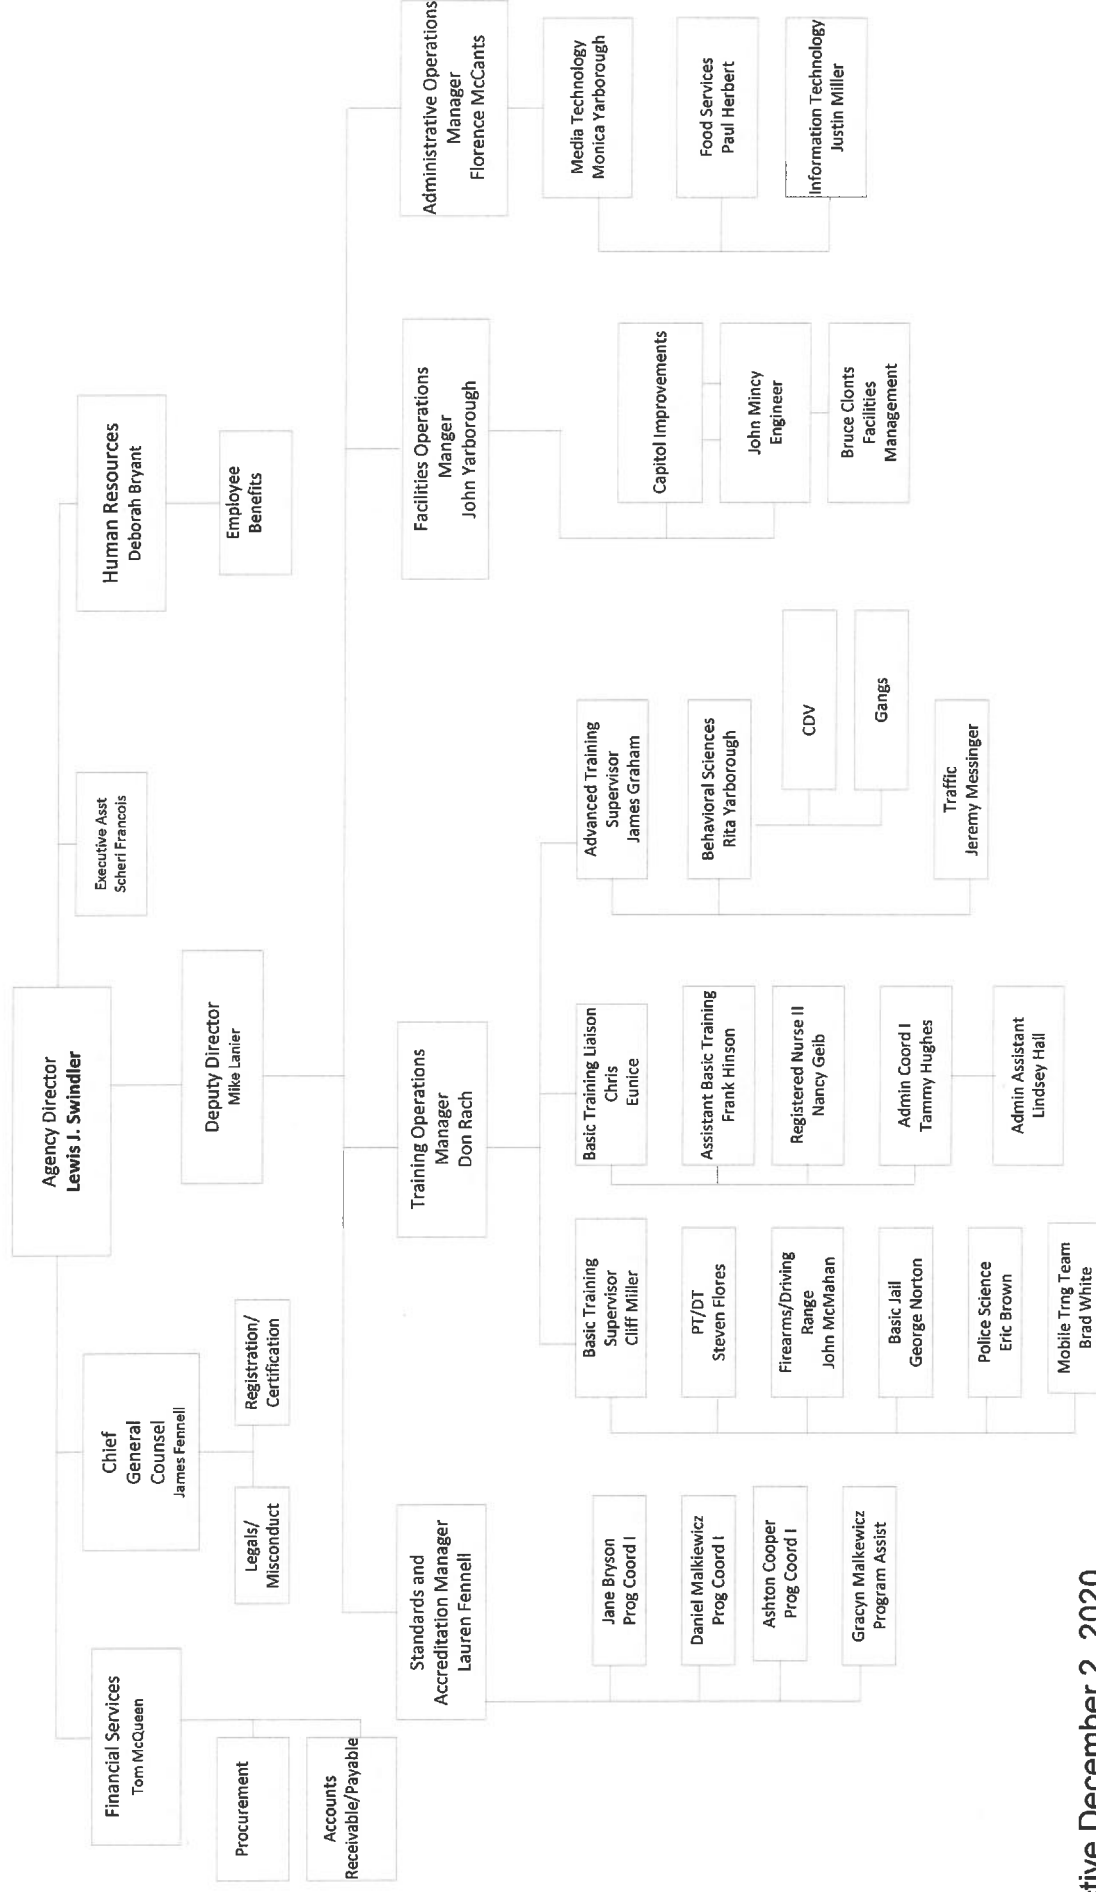 Agency Director
Lewis J. Swindler
Executive Asst
Scheri Francois
Financial Services
Tom McQueen
Procurement
Accounts
Receivable/Payable
Chief
General
Counsel
James Fennell
Legals/
Misconduct
Registration/
Certification
Deputy Director
Mike Lanier
Human Resources
Deborah Bryant
Employee
Benefits
Standards and
Accreditation Manager
Lauren Fennell
Jane Bryson
Prog Coord I
Daniel Malkiewicz
Prog Coord I
Ashton Cooper
Prog Coord I
Gracyn Malkewicz
Program Assist
Training Operations
Manager
Don Rach
Basic Training
Supervisor
Cliff Miller
PT/DT
Steven Flores
Firearms/Driving
Range
John McMahan
Basic Jail
George Norton
Police Science
Eric Brown
Mobile Trng Team
Brad White
Basic Training Liaison
Chris
Eunice
Assistant Basic Training
Frank Hinson
Registered Nurse II
Nancy Geib
Admin Coord I
Tammy Hughes
Admin Assistant
Lindsey Hall
Advanced Training
Supervisor
James Graham
Behavioral Sciences
Rita Yarborough
CDV
Gangs
Traffic
Jeremy Messinger
Facilities Operations
Manger
John Yarborough
Capitol Improvements
John Mincy
Engineer
Bruce Clonts
Facilities
Management
Administrative Operations
Manager
Florence McCants
Media Technology
Monica Yarborough
Food Services
Paul Herbert
Information Technology
Justin Miller
December 2, 2020